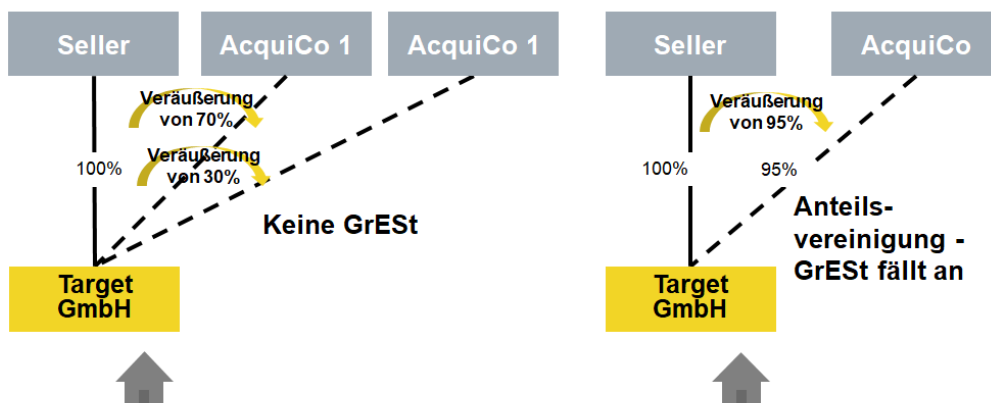 Seller
AcquiCo 1
AcquiCo 1
Veräußerung
von 70%
100%
Veräußerung
von 30%
Keine GrESt
Target
GmbH
Seller
AcquiCo
Veräußerung
von 95%
100%
95%
Anteils-
vereinigung -
GrESt fällt an
Target
GmbH